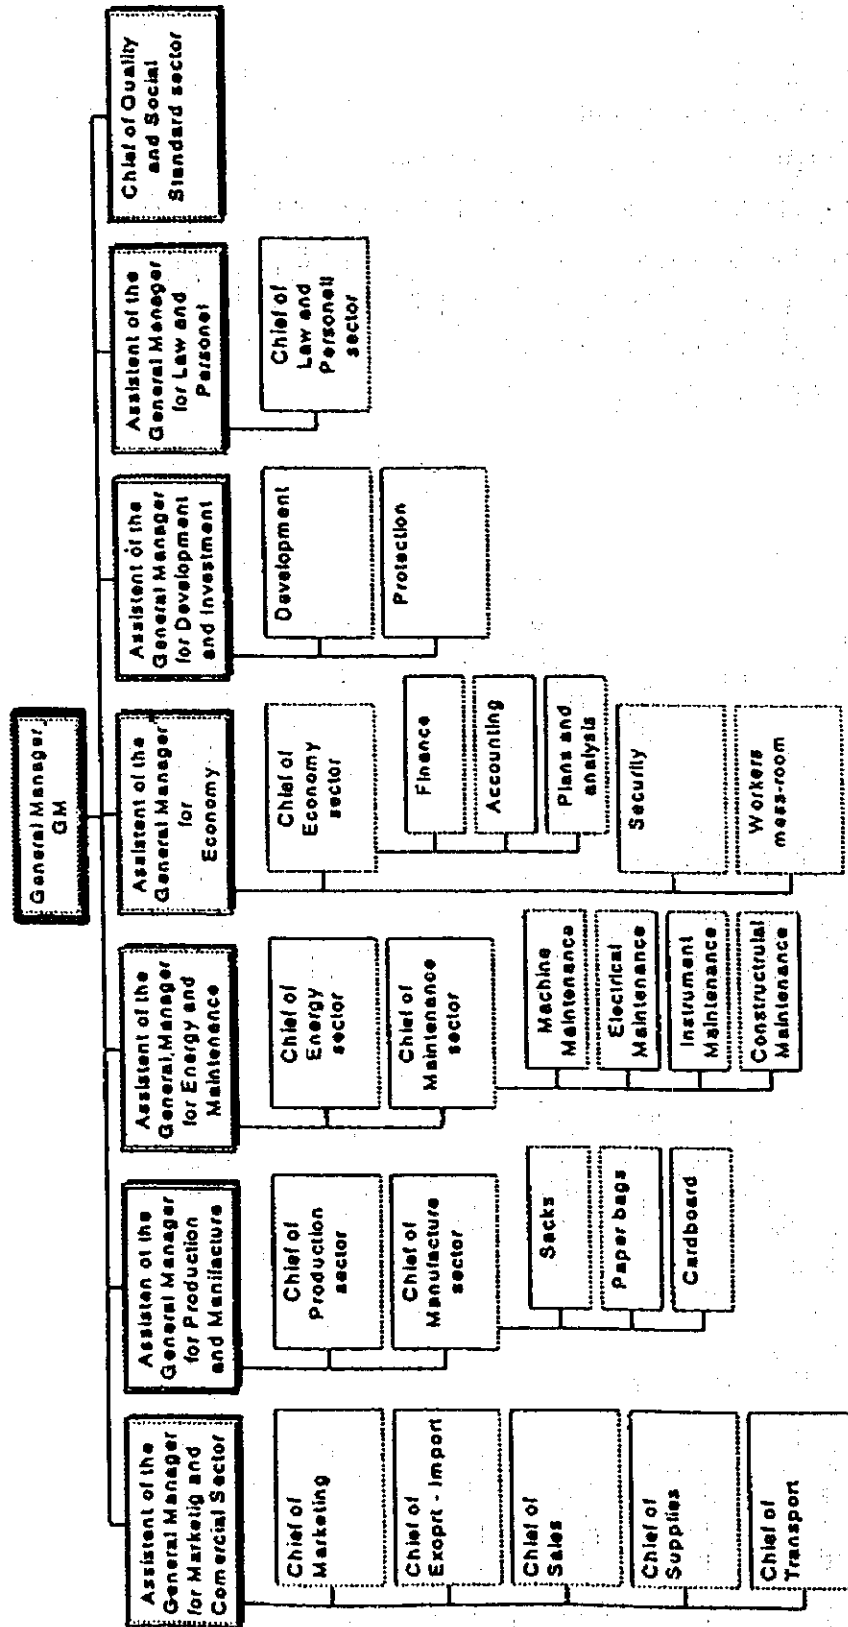 General Manager
GM
Assistent of the
General Manager
for Marketig and
Comercial Sector
Chief of
Marketing
Chief of
Exoprt - Import
Chief of
Sales
Chief of
Supplies
Chief of
Transport
Assisten of the
General Manager
for Production
and Manifacture
Chief of
Production
sector
Chief of
Manufacture
sector
Sacks
Paper bags
Cardboard
Assistent of the
General Manager
for Energy and
Maintenance
Chief of
Energy
sector
Chief of
Maintenance
sector
Machine
Maintenance
Electrical
Maintenance
Instrument
Maintenance
Constructrulal
Maintenance
Assistent of the
General Manager
for
Economy
Chief of
Economy
sector
Finance
Accounting
Plans and
analysis
Security
Workers
mess-room
Assistent of the
General Manager
for Development
and Investment
Development
Protection
Assistent of the
General Manager
for Law and
Personel
Chief of
Law and
Personell
sector
Chief of Quality
and Social
Standard sector